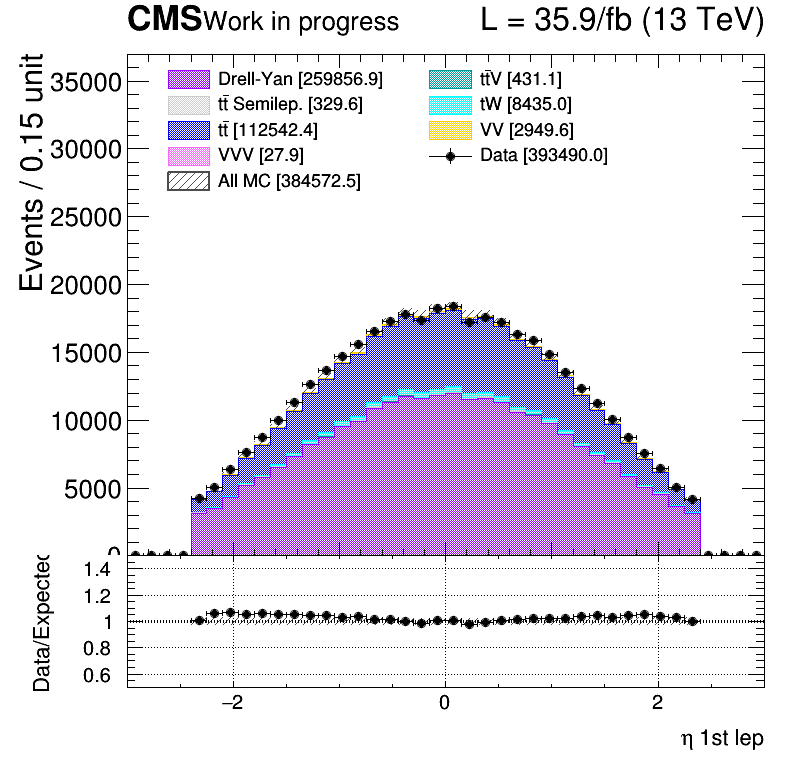 CMS Work in progress L = 35.9/fb (13 TeV)
Drell-Yan [259856.9] tt̄V [431.1]
tt̄ Semilep. [329.6] tW [8435.0]
tt̄ [112542.4] VV [2949.6]
VVV [27.9] Data [393490.0]
All MC [384572.5]
Events / 0.15 unit
35000
30000
25000
20000
15000
10000
5000
0
Data/Expected
1.4
1.2
1
0.8
0.6
−2 0 2
η 1st lep